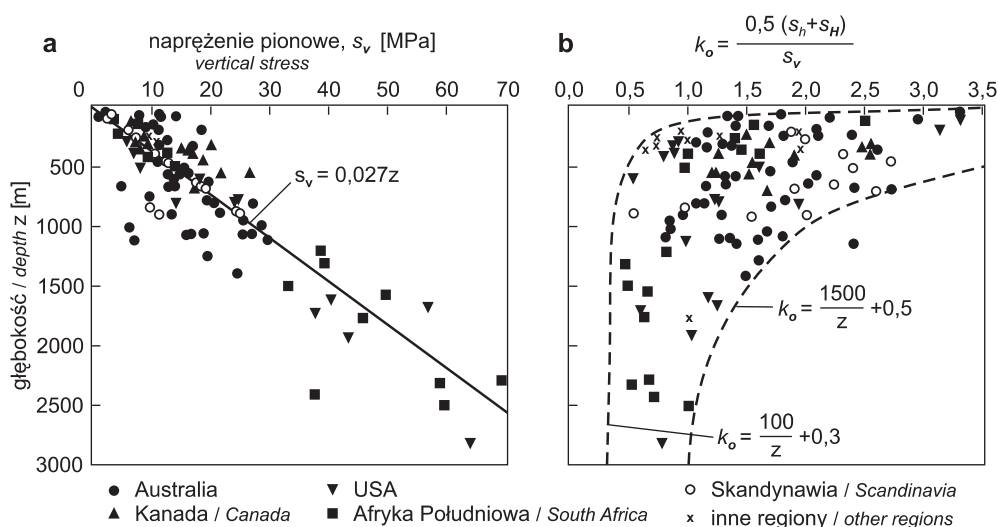 a
naprężenie pionowe, sv [MPa]
vertical stress
0 10 20 30 40 50 60 70
głębokość / depth z [m]
500
1000
1500
2000
2500
3000
sv = 0,027z
b
ko = 0,5 (sh+sH) / sv
0,0 0,5 1,0 1,5 2,0 2,5 3,0 3,5
ko = 1500/z +0,5
ko = 100/z +0,3
Australia
USA
Skandynawia / Scandinavia
Kanada / Canada
Afryka Południowa / South Africa
inne regiony / other regions